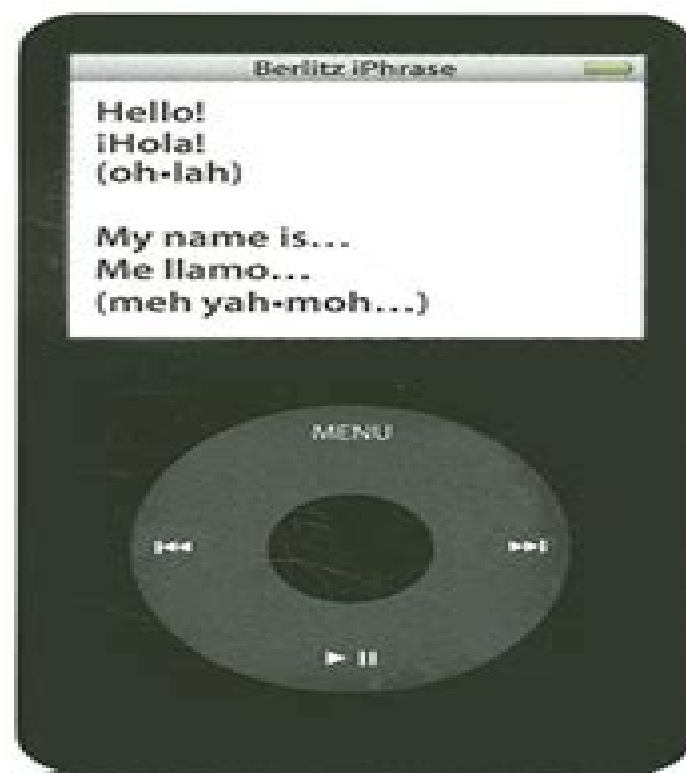 Berlitz iPhrase
Hello!
¡Hola!
(oh•lah)
My name is...
Me llamo...
(meh yah•moh...)
MENU